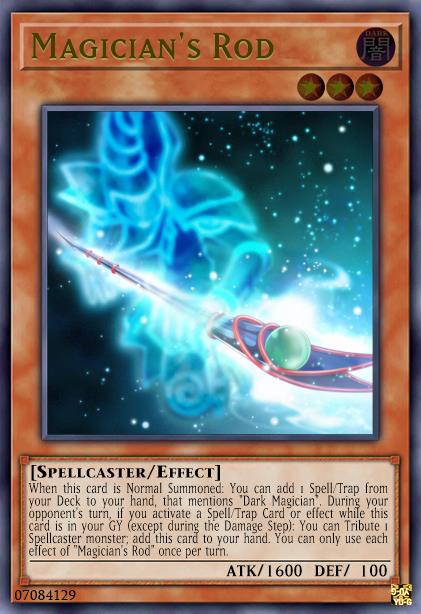 MAGICIAN'S ROD
DARK
闇
[SPELLCASTER/EFFECT]
When this card is Normal Summoned: You can add 1 Spell/Trap from
your Deck to your hand, that mentions "Dark Magician". During your
opponent's turn, if you activate a Spell/Trap Card or effect while this
card is in your GY (except during the Damage Step): You can Tribute 1
Spellcaster monster; add this card to your hand. You can only use each
effect of "Magician's Rod" once per turn.
ATK/1600 DEF/ 100
07084129